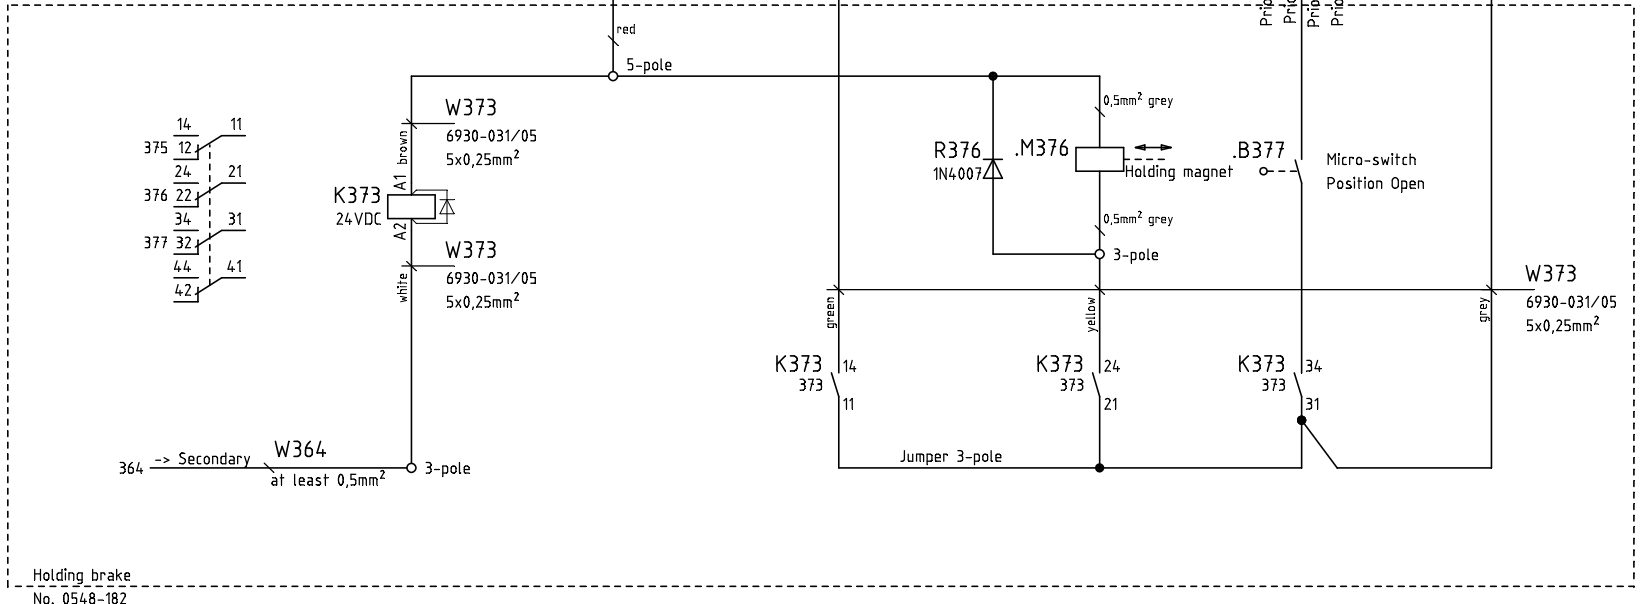 red
5-pole
Prio
Prio
Prio
Prio
W373
6930-031/05
5x0,25mm²
brown
A1
K373
24VDC
A2
W373
6930-031/05
5x0,25mm²
white
14 11
375 12
24 21
376 22
34 31
377 32
44 41
42
0,5mm² grey
R376
1N4007
.M376
Holding magnet
0,5mm² grey
3-pole
.B377
Micro-switch
Position Open
W373
6930-031/05
5x0,25mm²
green
yellow
grey
K373
373
14
11
K373
373
24
21
K373
373
34
31
Jumper 3-pole
364 -> Secondary
W364
at least 0,5mm²
3-pole
Holding brake
No. 0548-182